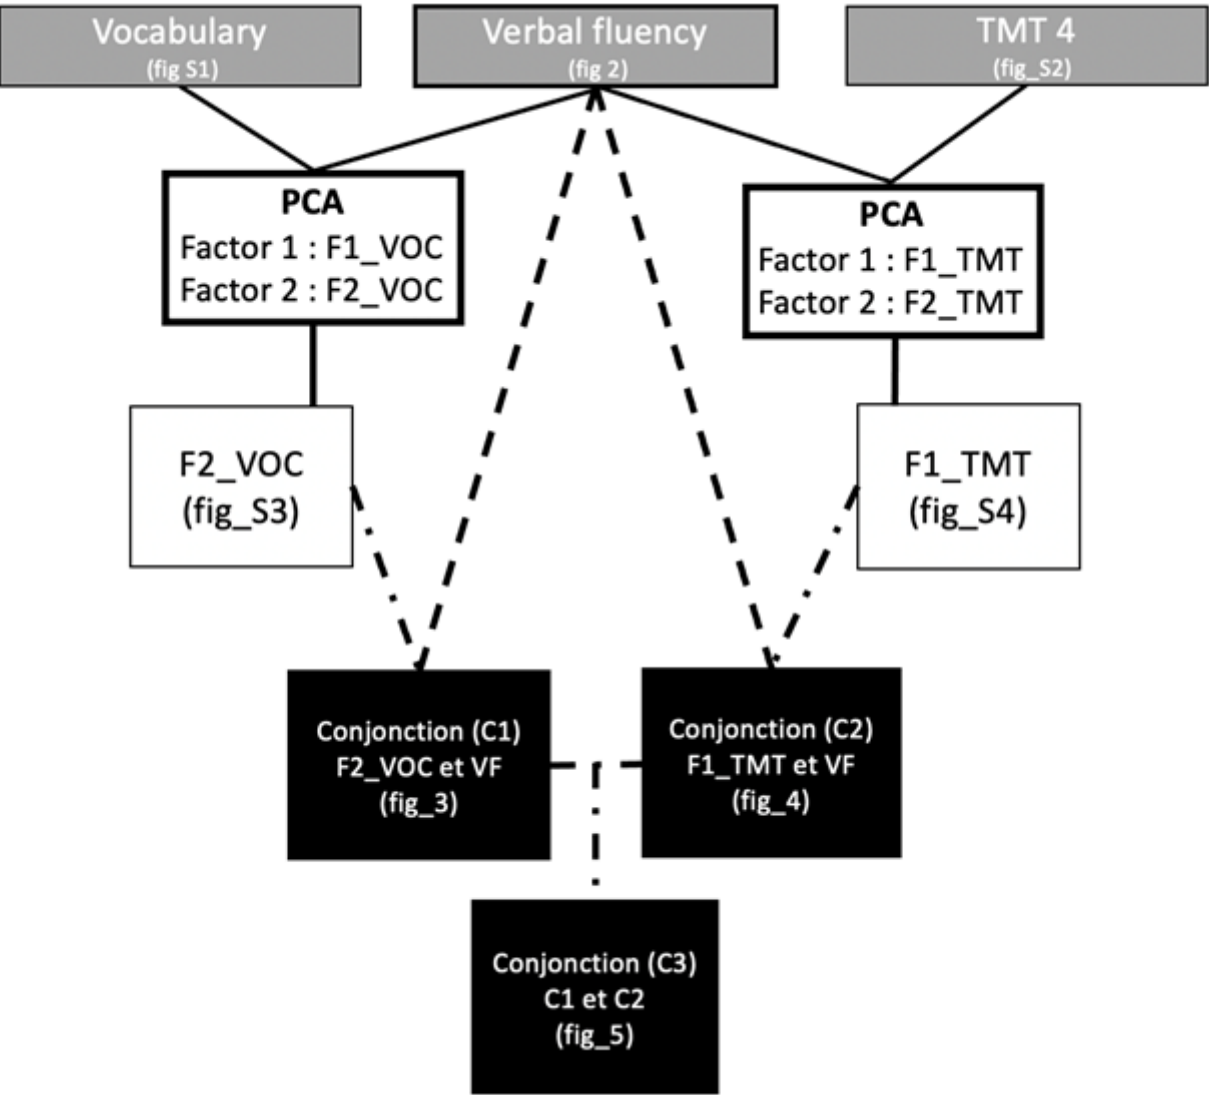 Vocabulary
(fig S1)
Verbal fluency
(fig 2)
TMT 4
(fig_S2)
PCA
Factor 1 : F1_VOC
Factor 2 : F2_VOC
PCA
Factor 1 : F1_TMT
Factor 2 : F2_TMT
F2_VOC
(fig_S3)
F1_TMT
(fig_S4)
Conjonction (C1)
F2_VOC et VF
(fig_3)
Conjonction (C2)
F1_TMT et VF
(fig_4)
Conjonction (C3)
C1 et C2
(fig_5)